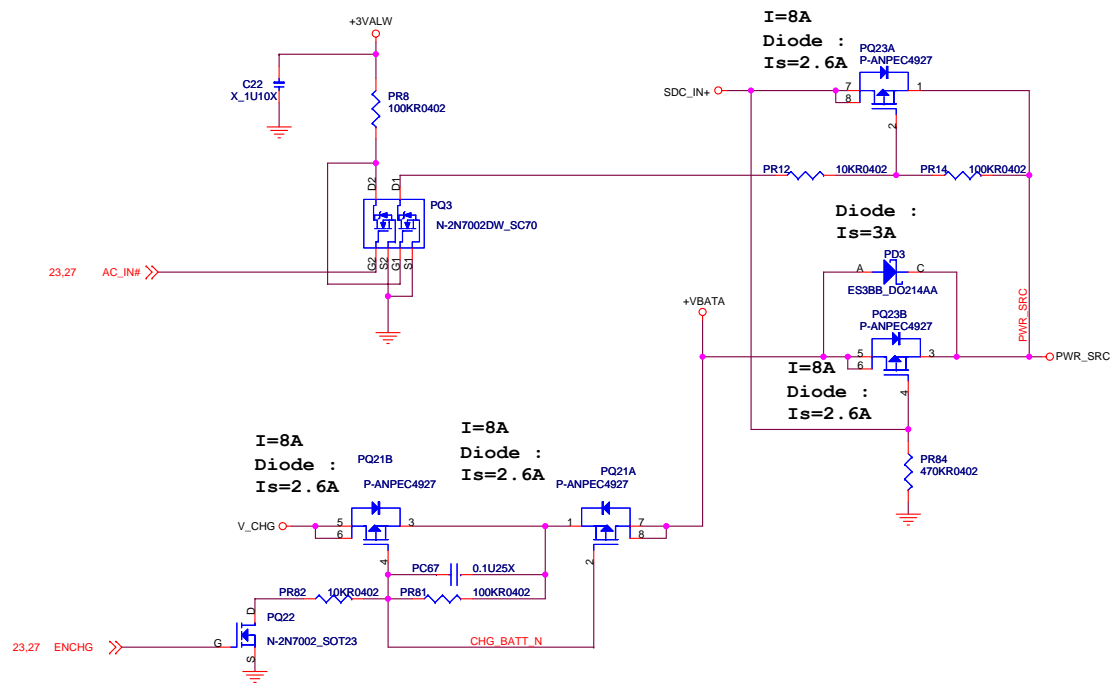 +3VALW
C22
X_1U10X
PR8
100KR0402
D2
D1
PQ3
N-2N7002DW_SC70
G2
S2
G1
S1
23,27 AC_IN#
I=8A
Diode :
Is=2.6A
PQ23A
P-ANPEC4927
SDC_IN+
7
8
1
2
PR12
10KR0402
PR14
100KR0402
Diode :
Is=3A
PD3
A
C
ES3BB_DO214AA
PQ23B
P-ANPEC4927
+VBATA
5
6
3
4
PWR_SRC
PWR_SRC
I=8A
Diode :
Is=2.6A
PR84
470KR0402
I=8A
Diode :
Is=2.6A
PQ21B
P-ANPEC4927
I=8A
Diode :
Is=2.6A
PQ21A
P-ANPEC4927
V_CHG
5
6
3
4
1
7
8
2
PC67
0.1U25X
PR82
10KR0402
PR81
100KR0402
D
PQ22
G
N-2N7002_SOT23
S
CHG_BATT_N
23,27 ENCHG